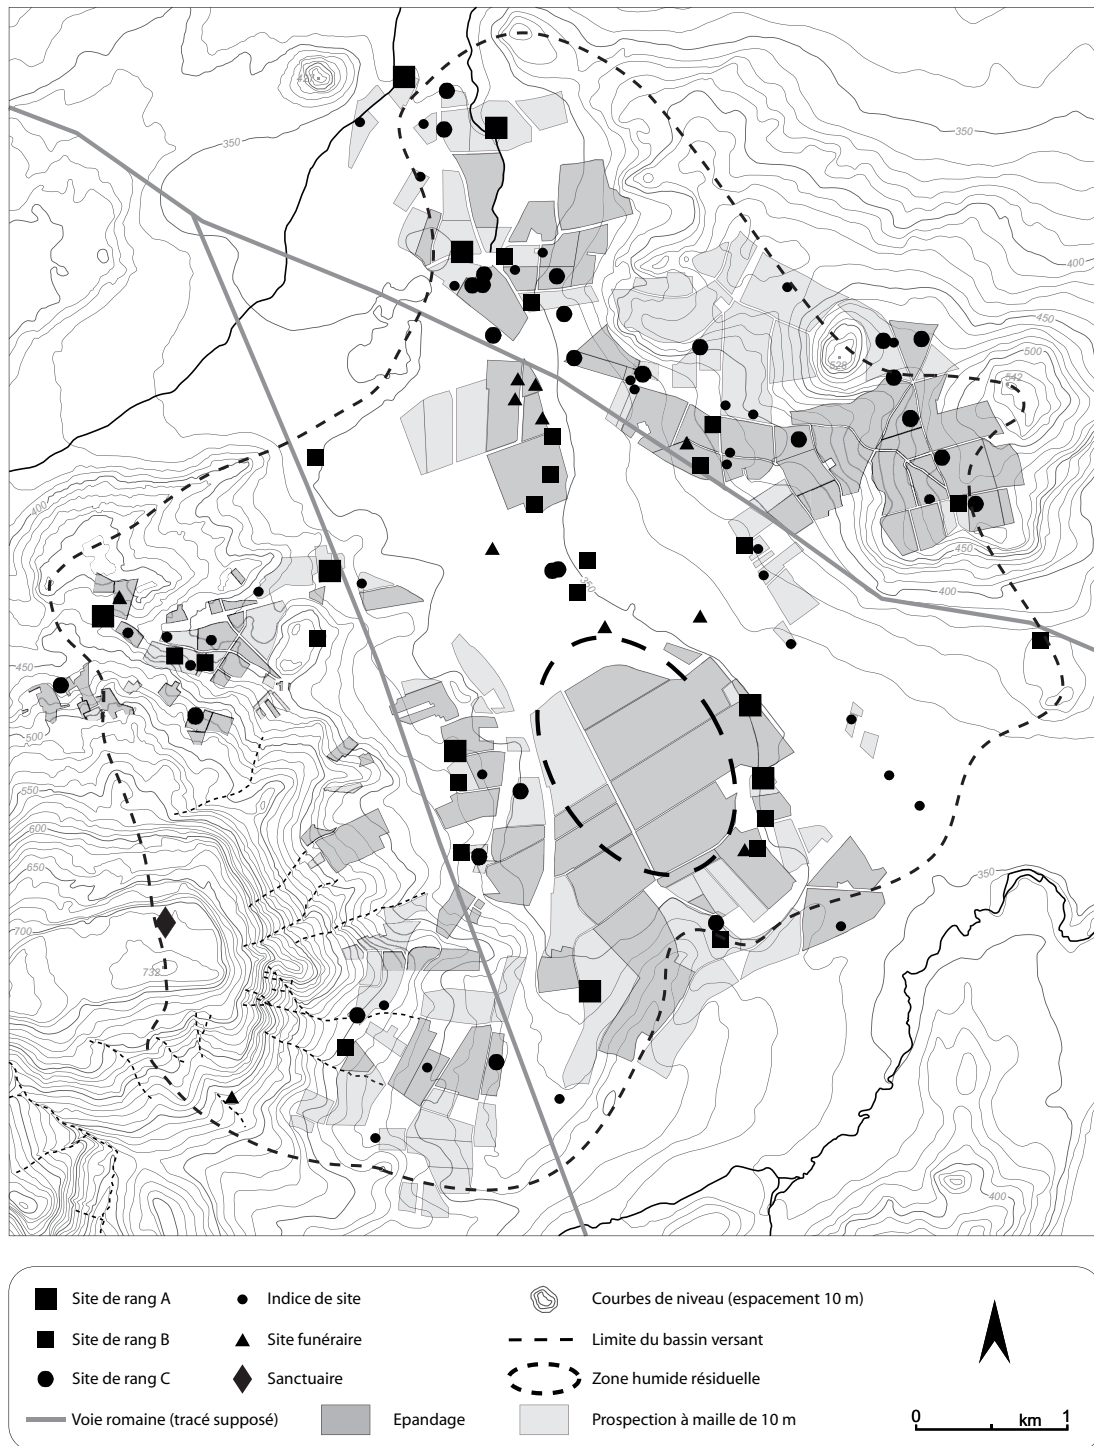 427
350
350
400
450
500
528
542
400
450
400
350
450
500
550
600
650
700
732
350
400
Site de rang A
Indice de site
Courbes de niveau (espacement 10 m)
Site de rang B
Site funéraire
Limite du bassin versant
Site de rang C
Sanctuaire
Zone humide résiduelle
Voie romaine (tracé supposé)
Epandage
Prospection à maille de 10 m
0 km 1